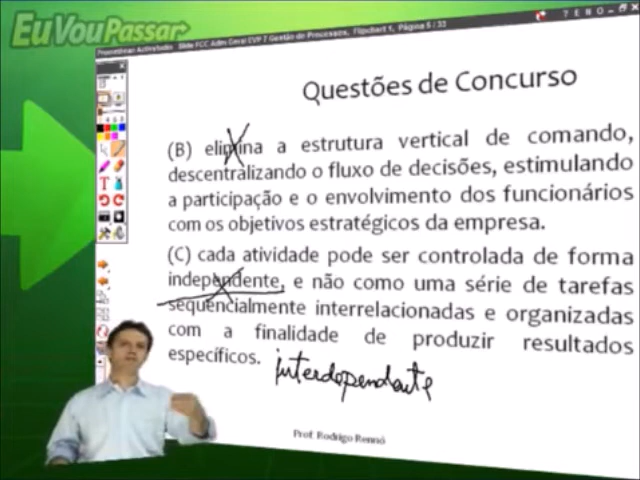 EuVouPassar
Questões de Concurso
(B) elimina a estrutura vertical de comando,
descentralizando o fluxo de decisões, estimulando
a participação e o envolvimento dos funcionários
com os objetivos estratégicos da empresa.
(C) cada atividade pode ser controlada de forma
independente, e não como uma série de tarefas
sequencialmente interrelacionadas e organizadas
com a finalidade de produzir resultados
específicos.
interdependente
Prof. Rodrigo Rennó